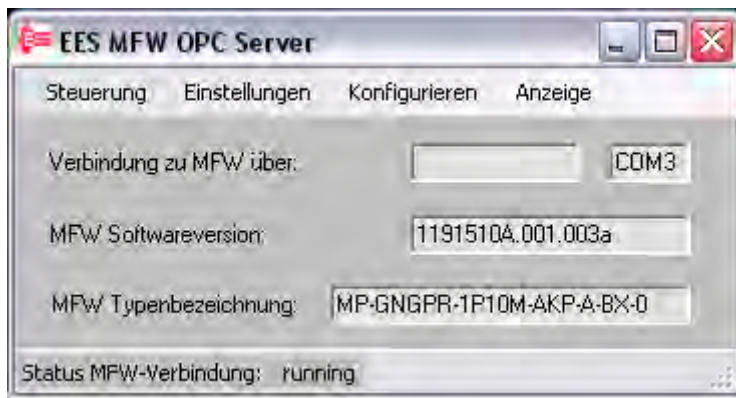 EES MFW OPC Server
Steuerung Einstellungen Konfigurieren Anzeige
Verbindung zu MFW über: COM3
MFW Softwareversion: 1191510A.001.003a
MFW Typenbezeichnung: MP-GNGPR-1P10M-AKP-A-BX-0
Status MFW-Verbindung: running